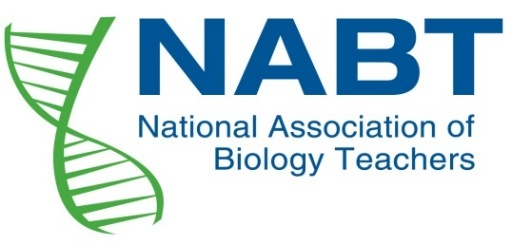 NABT
National Association of
Biology Teachers